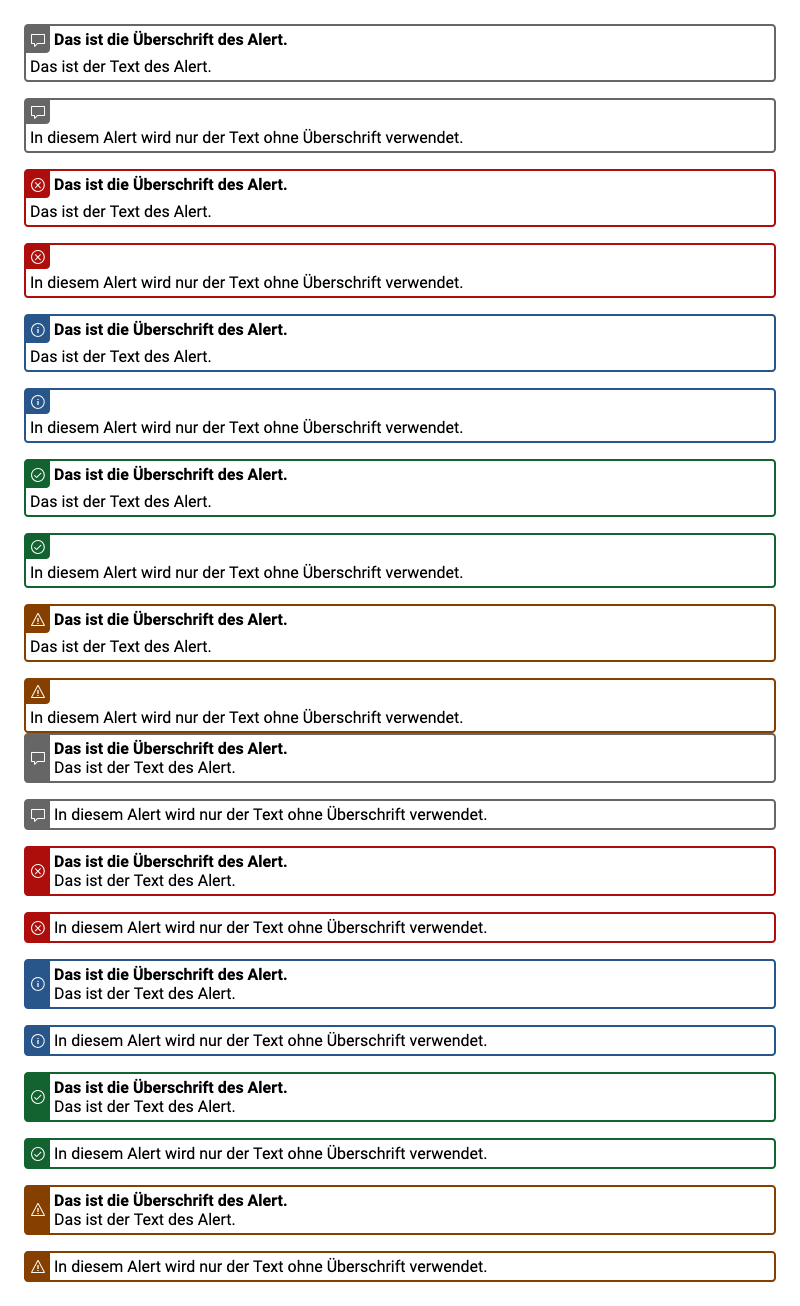 Das ist die Überschrift des Alert.
Das ist der Text des Alert.
In diesem Alert wird nur der Text ohne Überschrift verwendet.
Das ist die Überschrift des Alert.
Das ist der Text des Alert.
In diesem Alert wird nur der Text ohne Überschrift verwendet.
Das ist die Überschrift des Alert.
Das ist der Text des Alert.
In diesem Alert wird nur der Text ohne Überschrift verwendet.
Das ist die Überschrift des Alert.
Das ist der Text des Alert.
In diesem Alert wird nur der Text ohne Überschrift verwendet.
Das ist die Überschrift des Alert.
Das ist der Text des Alert.
In diesem Alert wird nur der Text ohne Überschrift verwendet.
Das ist die Überschrift des Alert.
Das ist der Text des Alert.
In diesem Alert wird nur der Text ohne Überschrift verwendet.
Das ist die Überschrift des Alert.
Das ist der Text des Alert.
In diesem Alert wird nur der Text ohne Überschrift verwendet.
Das ist die Überschrift des Alert.
Das ist der Text des Alert.
In diesem Alert wird nur der Text ohne Überschrift verwendet.
Das ist die Überschrift des Alert.
Das ist der Text des Alert.
In diesem Alert wird nur der Text ohne Überschrift verwendet.
Das ist die Überschrift des Alert.
Das ist der Text des Alert.
In diesem Alert wird nur der Text ohne Überschrift verwendet.